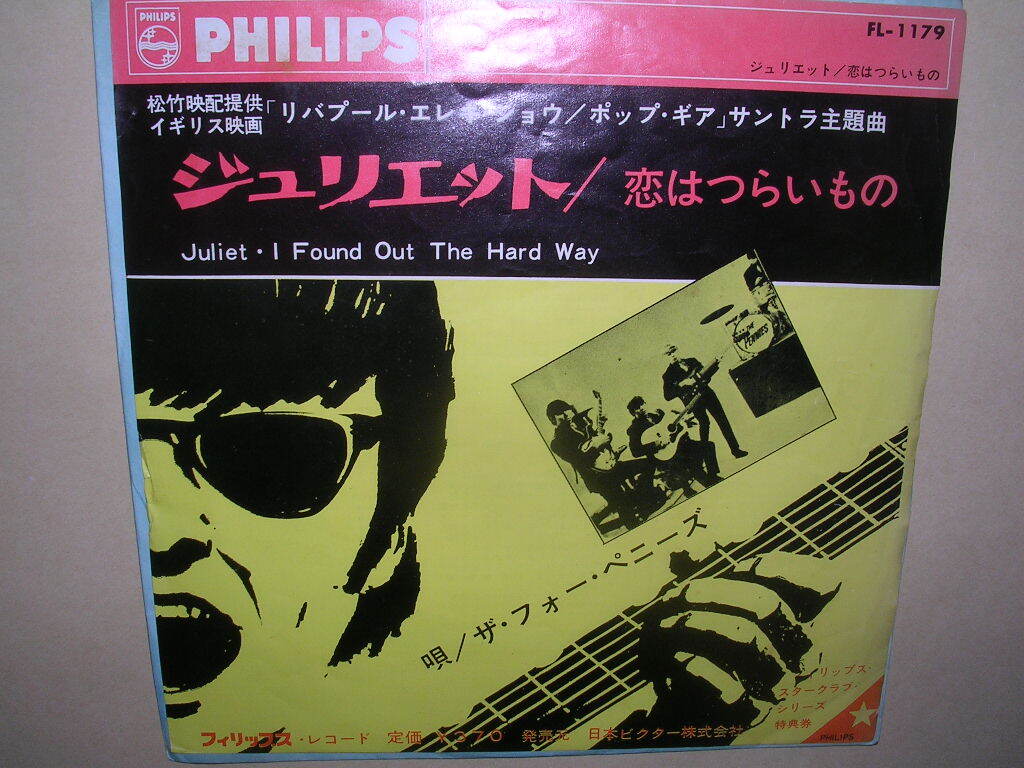 PHILIPS
PHILIPS
FL-1179
ジュリエット/恋はつらいもの
松竹映配提供
イギリス映画
「リバプール・エレキ・ショウ/ポップ・ギア」サントラ主題曲
ジュリエット/恋はつらいもの
Juliet・I Found Out The Hard Way
THE PENNIES
唄/ザ・フォー・ペニーズ
ィリップス・
スタークラブ・
シリーズ
特典券
PHILIPS
フィリップス・レコード 定価 ¥370 発売元 日本ビクター株式会社